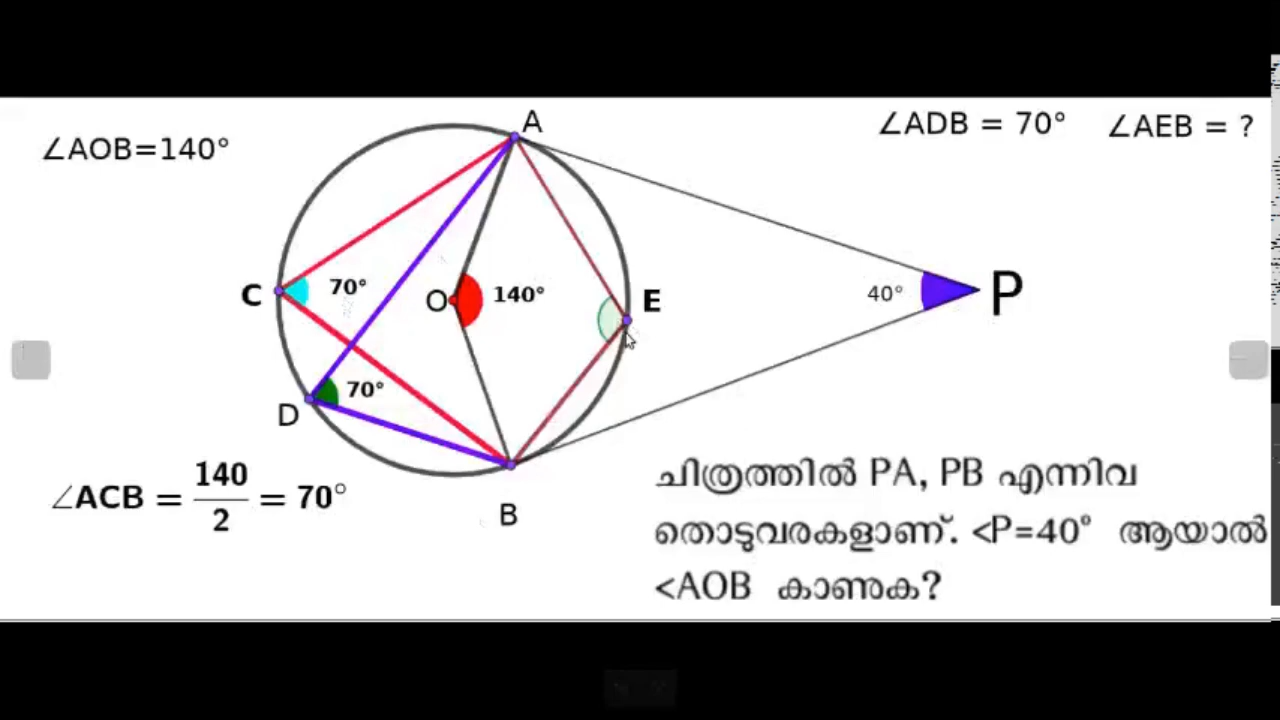 ∠AOB=140°
∠ADB = 70°
∠AEB = ?
A
C
70°
O
140°
E
40°
P
D
70°
B
∠ACB = 140/2 = 70°
ചിത്രത്തിൽ PA, PB എന്നിവ
തൊടുവരകളാണ്. <P=40° ആയാൽ
<AOB കാണുക?